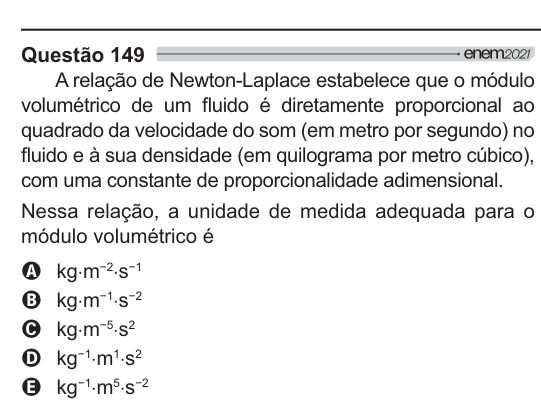 Questão 149 enem2021
A relação de Newton-Laplace estabelece que o módulo
volumétrico de um fluido é diretamente proporcional ao
quadrado da velocidade do som (em metro por segundo) no
fluido e à sua densidade (em quilograma por metro cúbico),
com uma constante de proporcionalidade adimensional.
Nessa relação, a unidade de medida adequada para o
módulo volumétrico é
A kg·m⁻²·s⁻¹
B kg·m⁻¹·s⁻²
C kg·m⁻⁵·s²
D kg⁻¹·m¹·s²
E kg⁻¹·m⁵·s⁻²